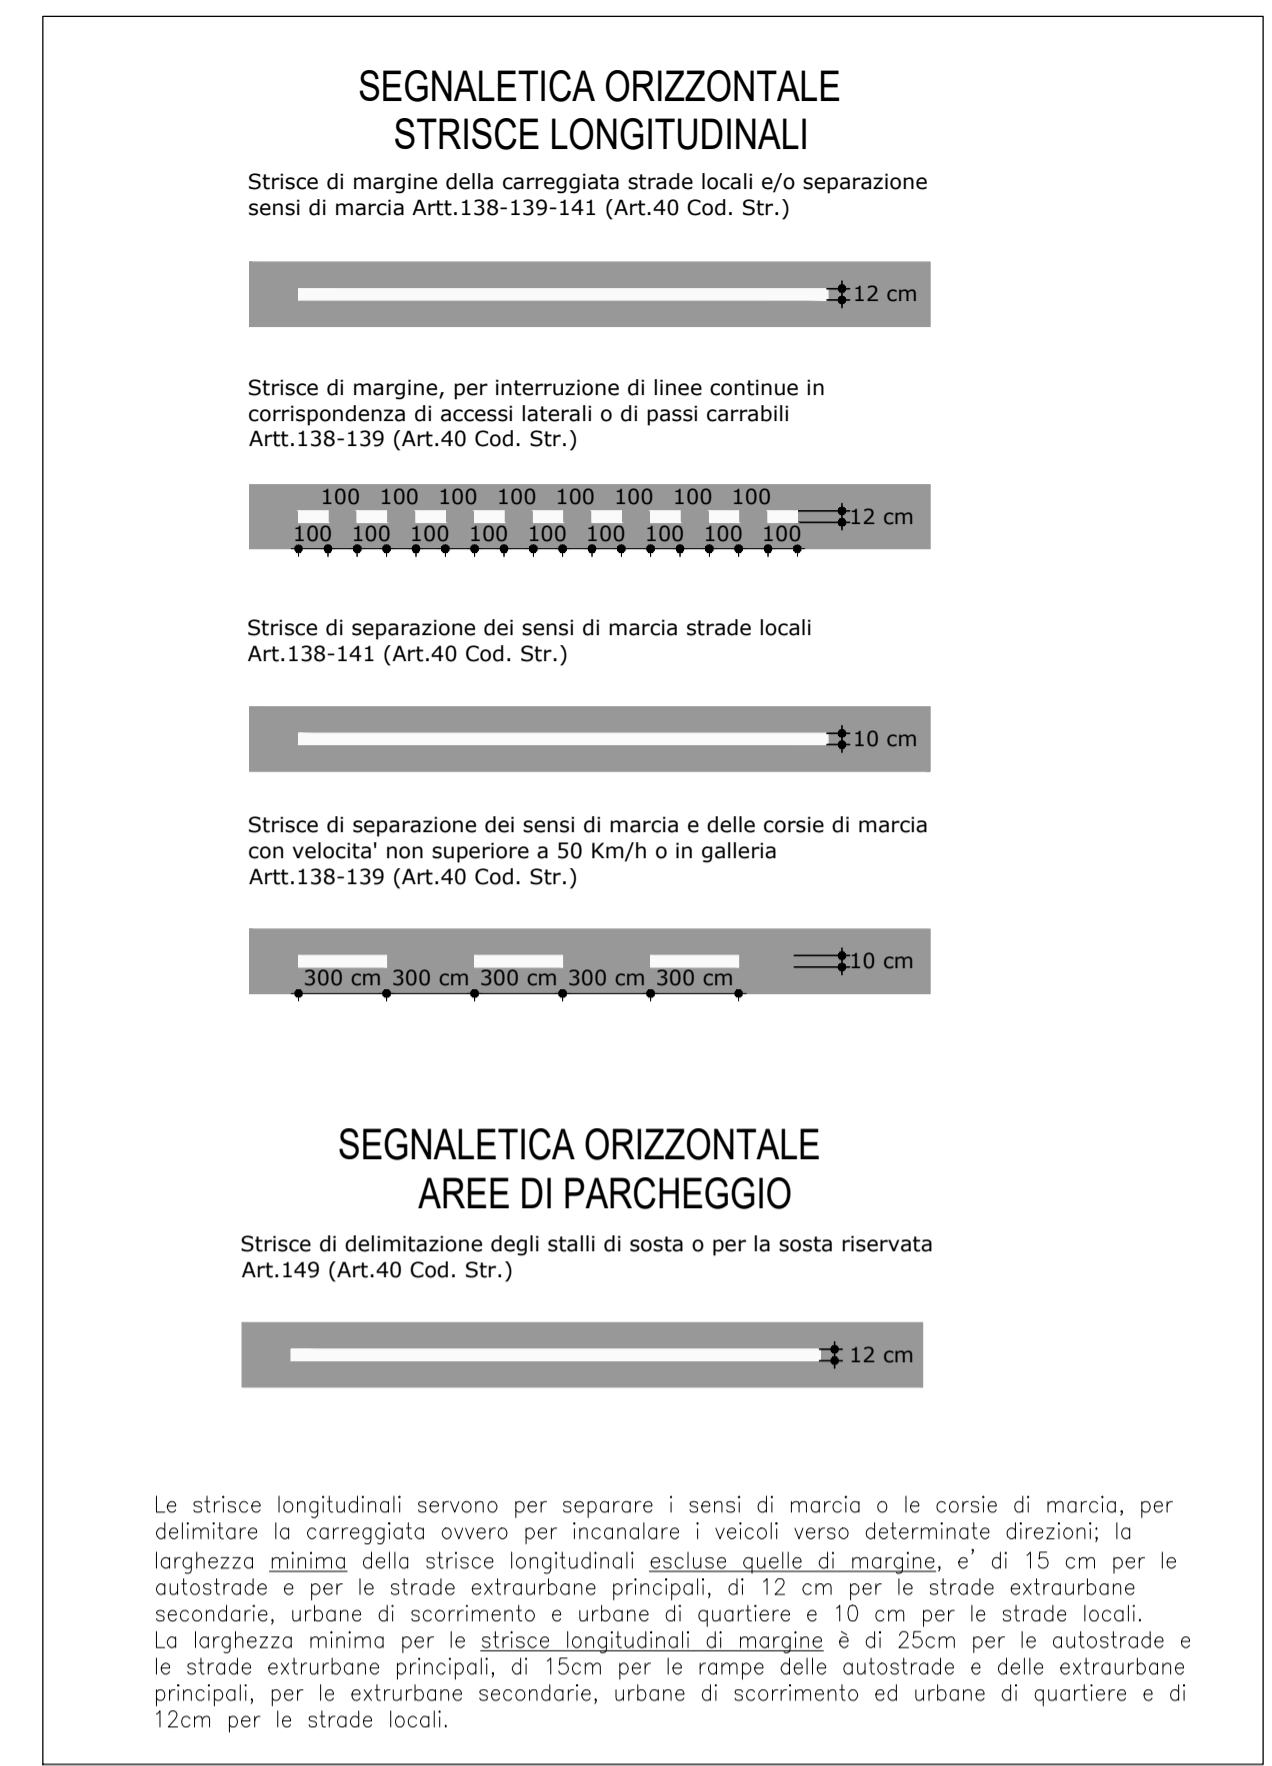 SEGNALETICA ORIZZONTALE
STRISCE LONGITUDINALI
Strisce di margine della carreggiata strade locali e/o separazione
sensi di marcia Artt.138-139-141 (Art.40 Cod. Str.)
12 cm
Strisce di margine, per interruzione di linee continue in
corrispondenza di accessi laterali o di passi carrabili
Artt.138-139 (Art.40 Cod. Str.)
100 100 100 100 100 100 100 100
12 cm
100 100 100 100 100 100 100 100 100
Strisce di separazione dei sensi di marcia strade locali
Art.138-141 (Art.40 Cod. Str.)
10 cm
Strisce di separazione dei sensi di marcia e delle corsie di marcia
con velocita' non superiore a 50 Km/h o in galleria
Artt.138-139 (Art.40 Cod. Str.)
10 cm
300 cm 300 cm 300 cm 300 cm 300 cm
SEGNALETICA ORIZZONTALE
AREE DI PARCHEGGIO
Strisce di delimitazione degli stalli di sosta o per la sosta riservata
Art.149 (Art.40 Cod. Str.)
12 cm
Le strisce longitudinali servono per separare i sensi di marcia o le corsie di marcia, per
delimitare la carreggiata ovvero per incanalare i veicoli verso determinate direzioni; la
larghezza minima della strisce longitudinali escluse quelle di margine, e' di 15 cm per le
autostrade e per le strade extraurbane principali, di 12 cm per le strade extraurbane
secondarie, urbane di scorrimento e urbane di quartiere e 10 cm per le strade locali.
La larghezza minima per le strisce longitudinali di margine è di 25cm per le autostrade e
le strade extrurbane principali, di 15cm per le rampe delle autostrade e delle extraurbane
principali, per le extrurbane secondarie, urbane di scorrimento ed urbane di quartiere e di
12cm per le strade locali.